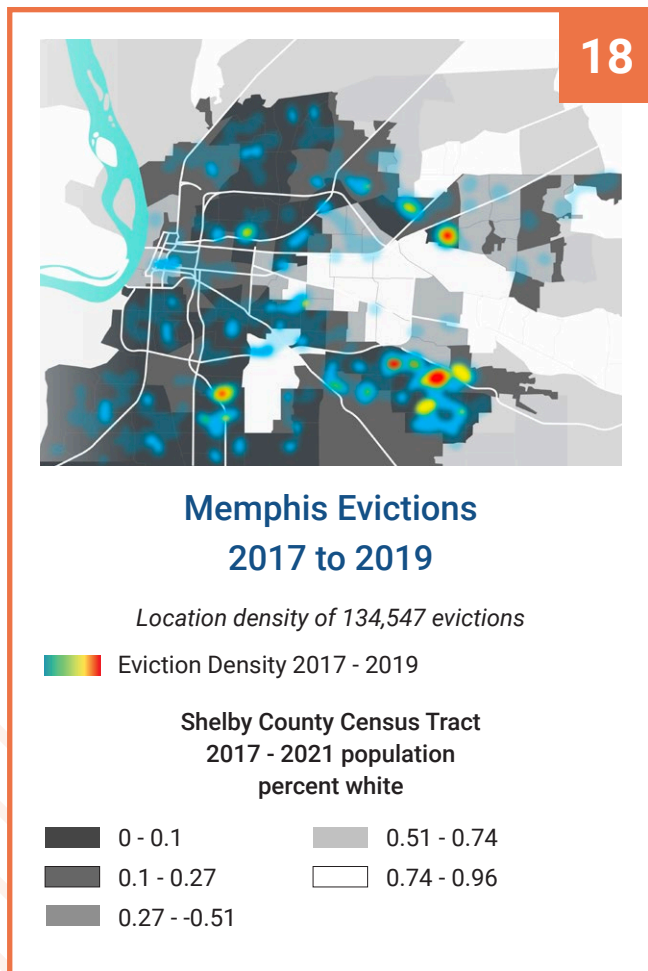 18
Memphis Evictions
2017 to 2019
Location density of 134,547 evictions
Eviction Density 2017 - 2019
Shelby County Census Tract
2017 - 2021 population
percent white
0 - 0.1
0.1 - 0.27
0.27 - -0.51
0.51 - 0.74
0.74 - 0.96